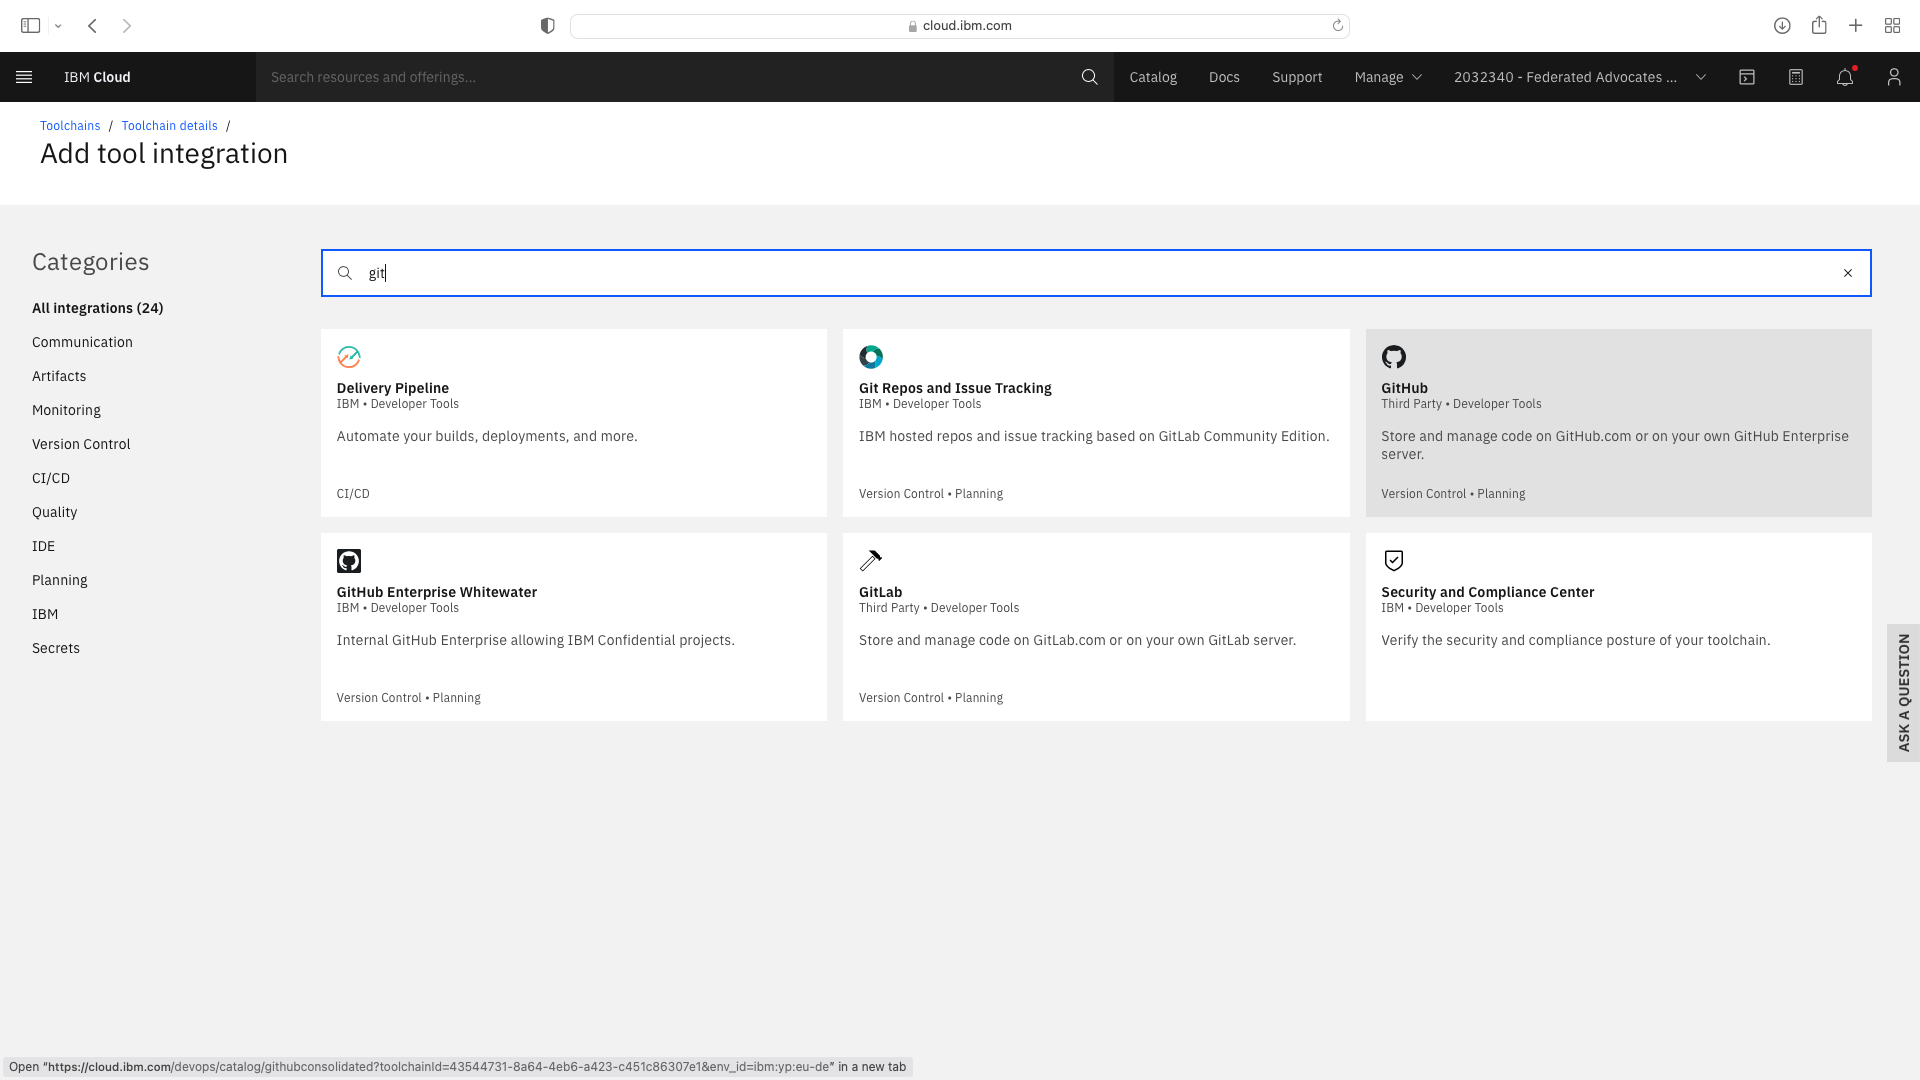 cloud.ibm.com
IBM Cloud
Search resources and offerings...
Catalog
Docs
Support
Manage
2032340 - Federated Advocates ...
Toolchains / Toolchain details /
Add tool integration
Categories
All integrations (24)
Communication
Artifacts
Monitoring
Version Control
CI/CD
Quality
IDE
Planning
IBM
Secrets
git
Delivery Pipeline
IBM • Developer Tools
Automate your builds, deployments, and more.
CI/CD
Git Repos and Issue Tracking
IBM • Developer Tools
IBM hosted repos and issue tracking based on GitLab Community Edition.
Version Control • Planning
GitHub
Third Party • Developer Tools
Store and manage code on GitHub.com or on your own GitHub Enterprise
server.
Version Control • Planning
GitHub Enterprise Whitewater
IBM • Developer Tools
Internal GitHub Enterprise allowing IBM Confidential projects.
Version Control • Planning
GitLab
Third Party • Developer Tools
Store and manage code on GitLab.com or on your own GitLab server.
Version Control • Planning
Security and Compliance Center
IBM • Developer Tools
Verify the security and compliance posture of your toolchain.
ASK A QUESTION
Open “https://cloud.ibm.com/devops/catalog/githubconsolidated?toolchainId=43544731-8a64-4eb6-a423-c451c86307e1&env_id=ibm:yp:eu-de” in a new tab